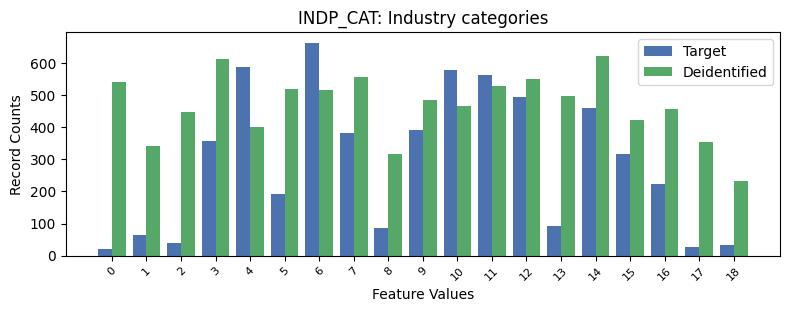 INDP_CAT: Industry categories
Target
Deidentified
Record Counts
600
500
400
300
200
100
0
0 1 2 3 4 5 6 7 8 9 10 11 12 13 14 15 16 17 18
Feature Values